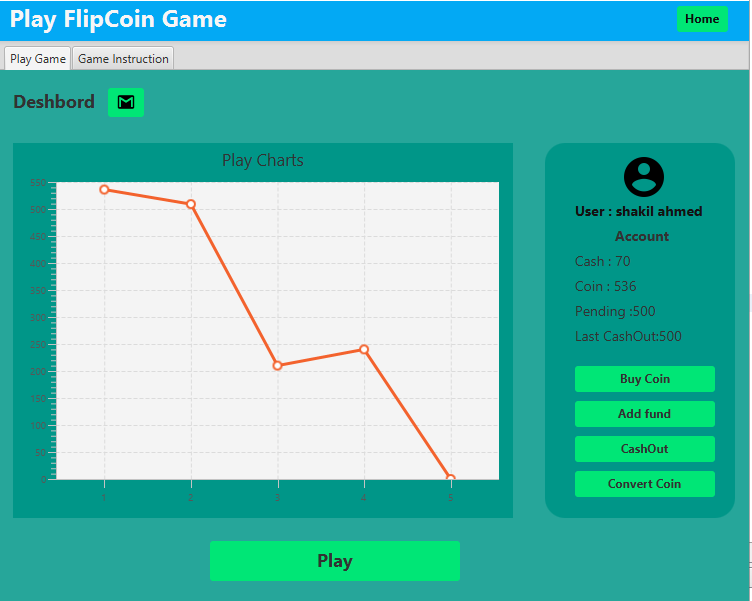 Play FlipCoin Game
Home
Play Game
Game Instruction
Deshbord
Play Charts
550
500
450
400
350
300
250
200
150
100
50
0
1
2
3
4
5
User : shakil ahmed
Account
Cash : 70
Coin : 536
Pending :500
Last CashOut:500
Buy Coin
Add fund
CashOut
Convert Coin
Play